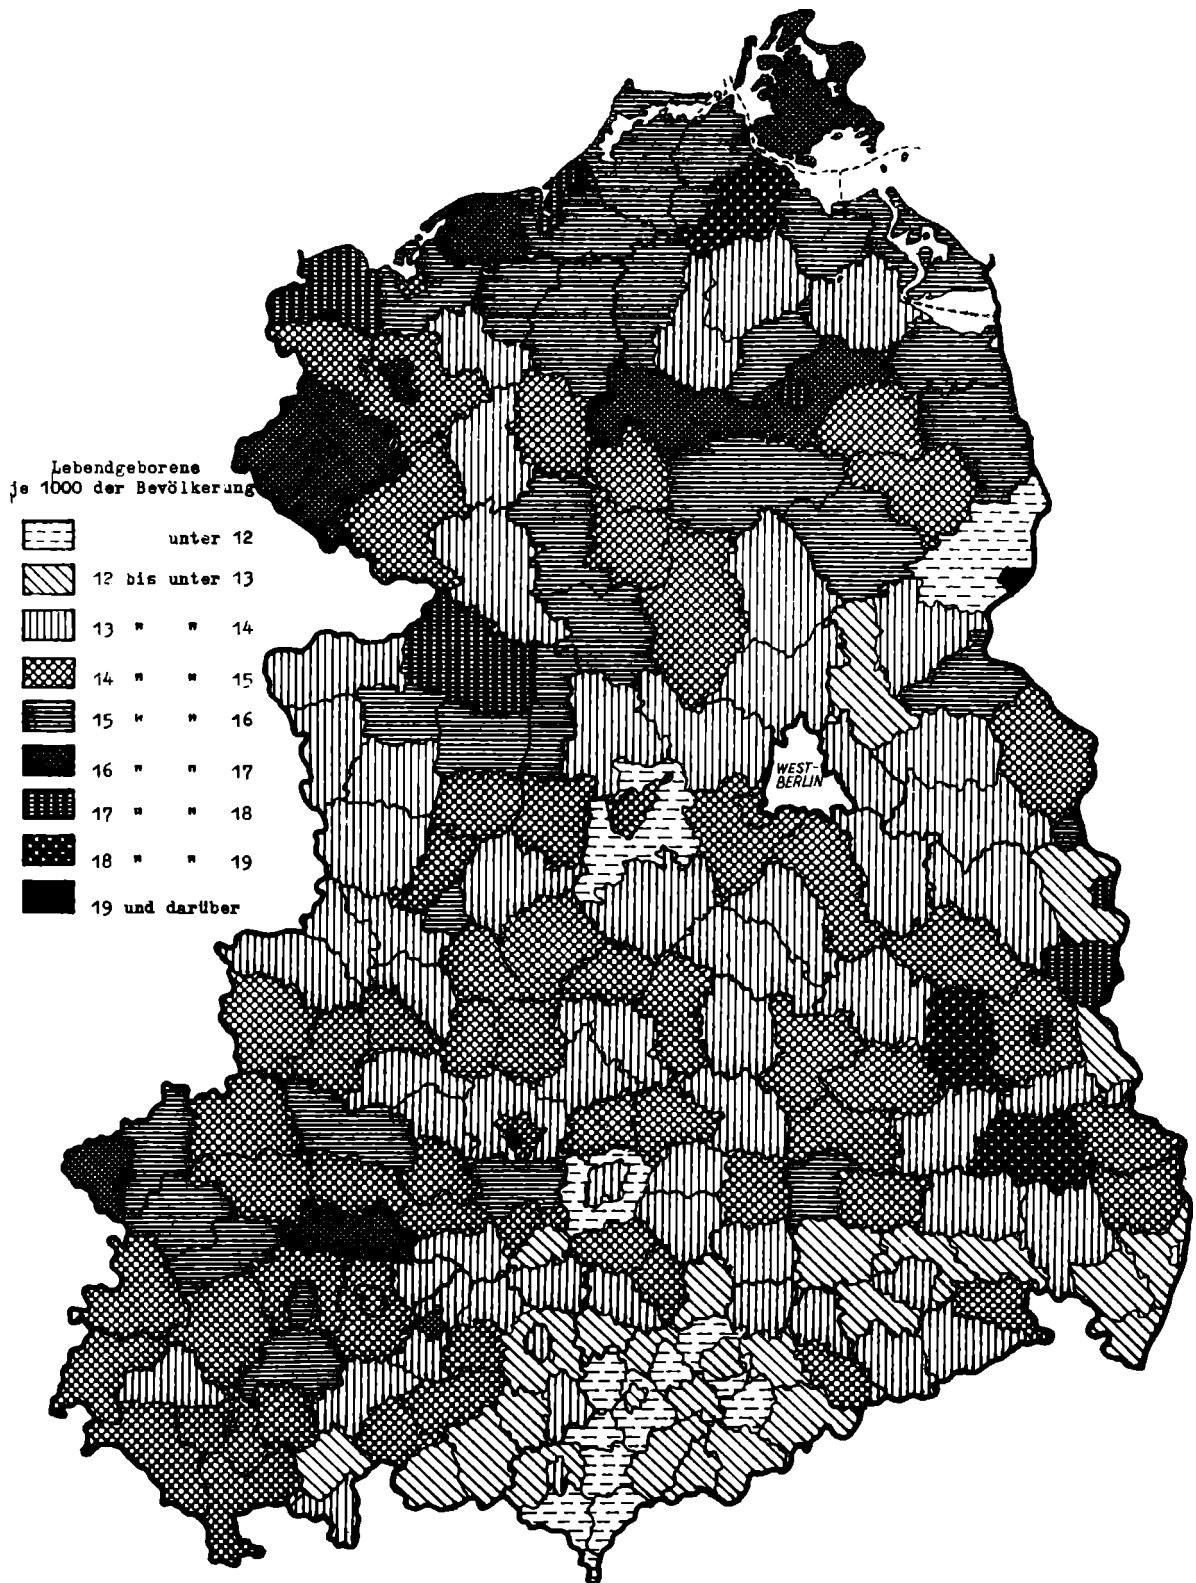 Lebendgeborene
je 1000 der Bevölkerung
unter 12
12 bis unter 13
13 " " 14
14 " " 15
15 " " 16
16 " " 17
17 " " 18
18 " " 19
19 und darüber
WEST-
BERLIN